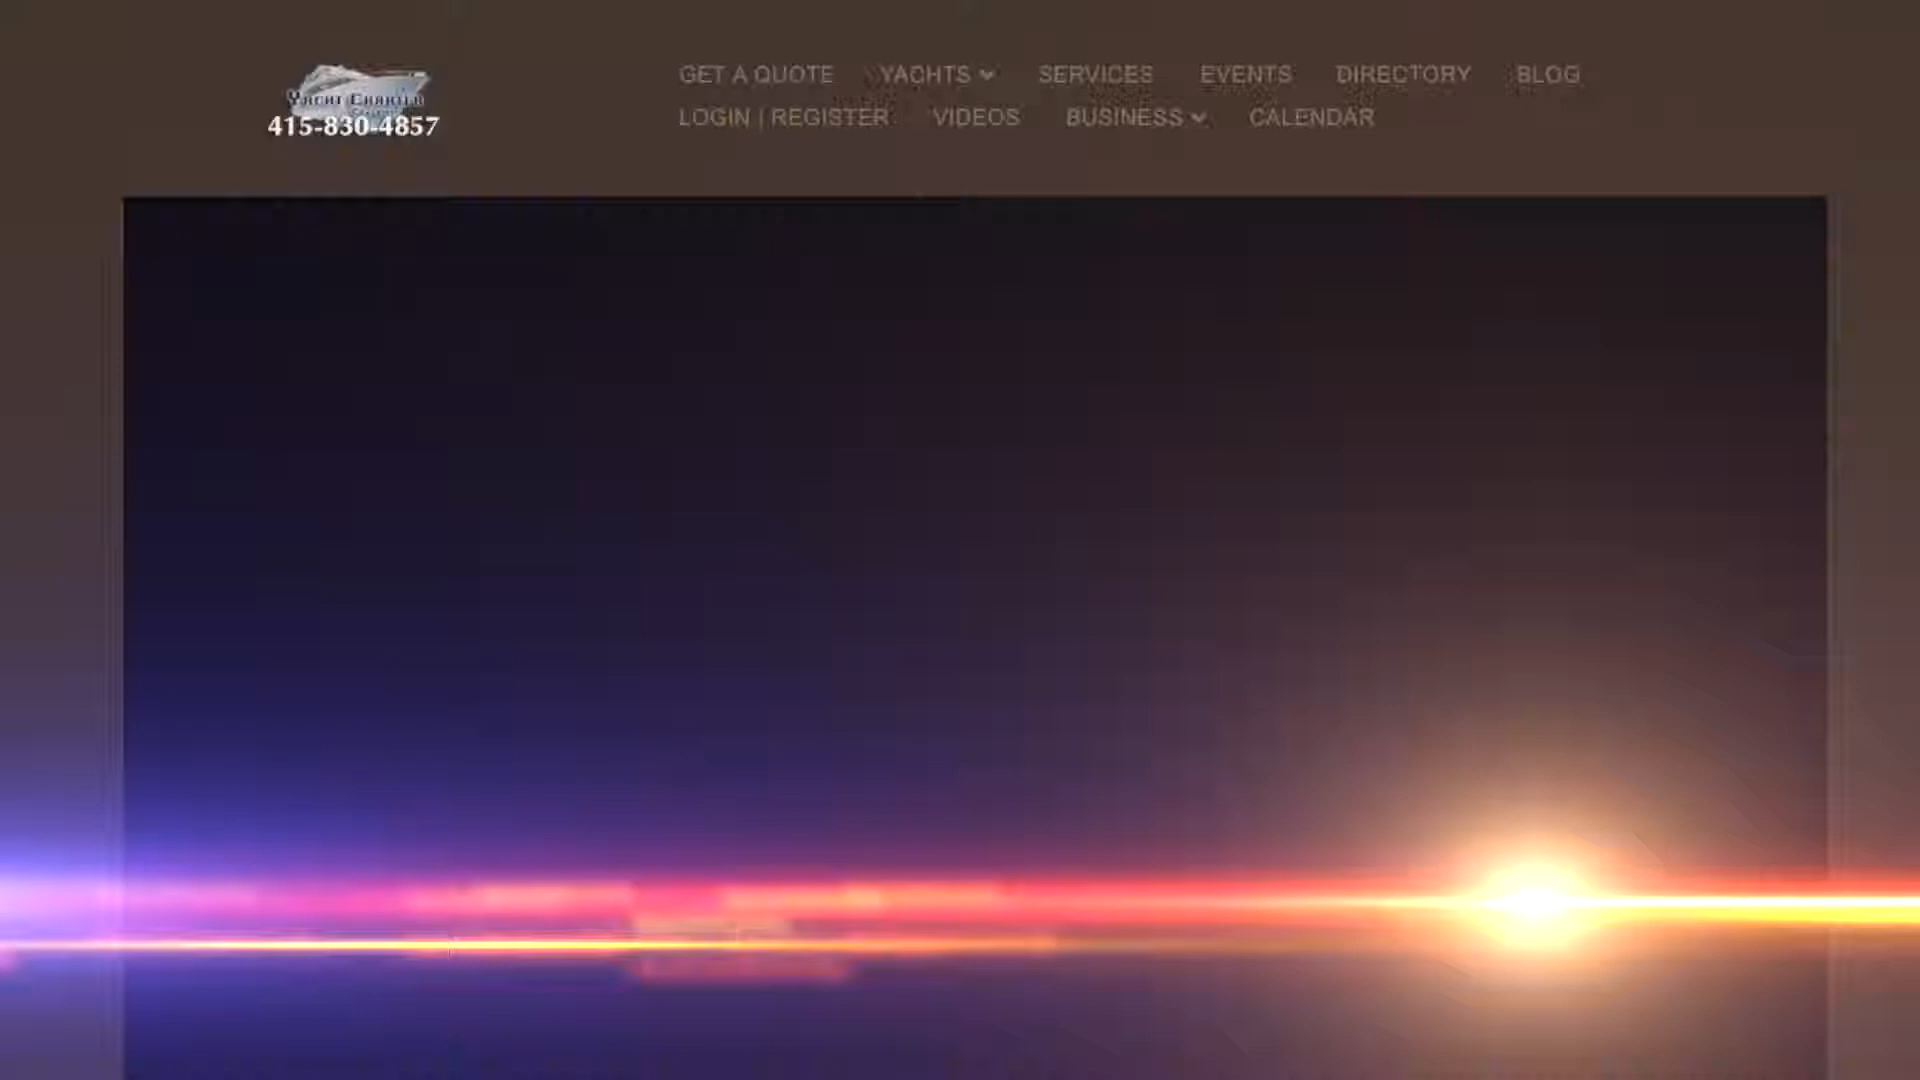 GET A QUOTE YACHTS SERVICES EVENTS DIRECTORY BLOG
YACHT CHARTER
415-830-4857
LOGIN | REGISTER VIDEOS BUSINESS CALENDAR